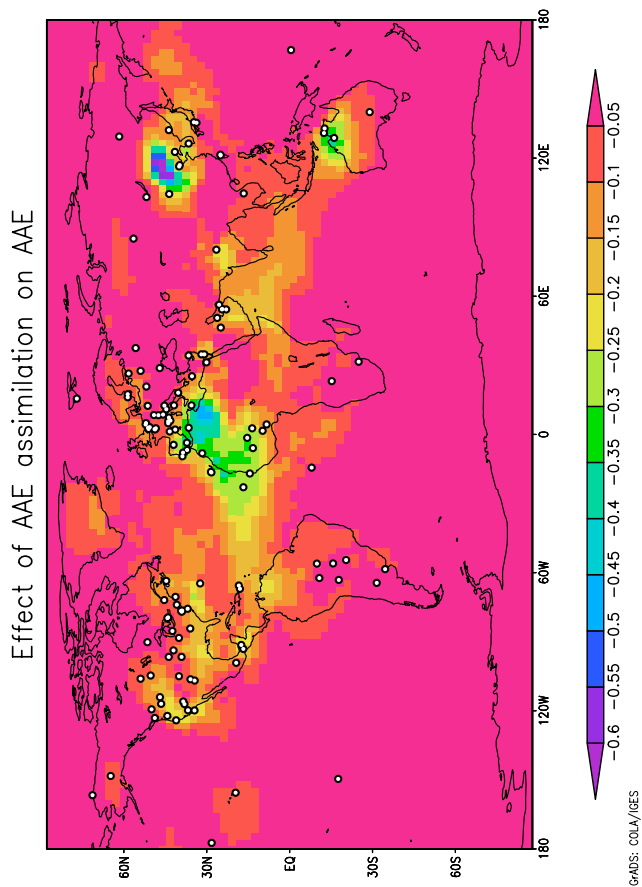 Effect of AAE assimilation on AAE
60N
30N
EQ
30S
60S
180
120W
60W
0
60E
120E
180
-0.6
-0.55
-0.5
-0.45
-0.4
-0.35
-0.3
-0.25
-0.2
-0.15
-0.1
-0.05
GrADS: COLA/IGES